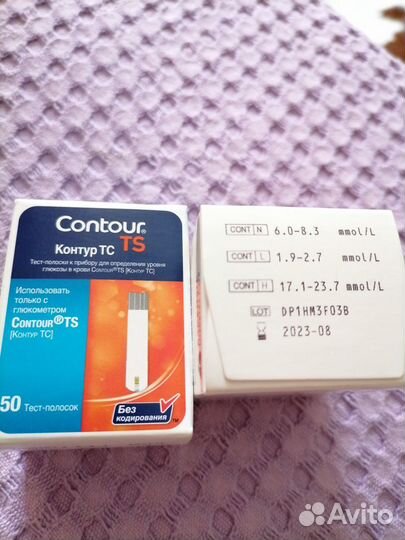 Contour®
TS
Контур ТС
Тест-полоски к прибору для определения уровня
глюкозы в крови Contour®TS [Контур ТС]
Использовать
только с
глюкометром
Contour®TS
[Контур ТС]
50 Тест-полосок
Без
кодирования
™
CONT N 6.0-8.3 mmol/L
CONT L 1.9-2.7 mmol/L
CONT H 17.1-23.7 mmol/L
LOT DP1HM3F03B
2023-08
Avito